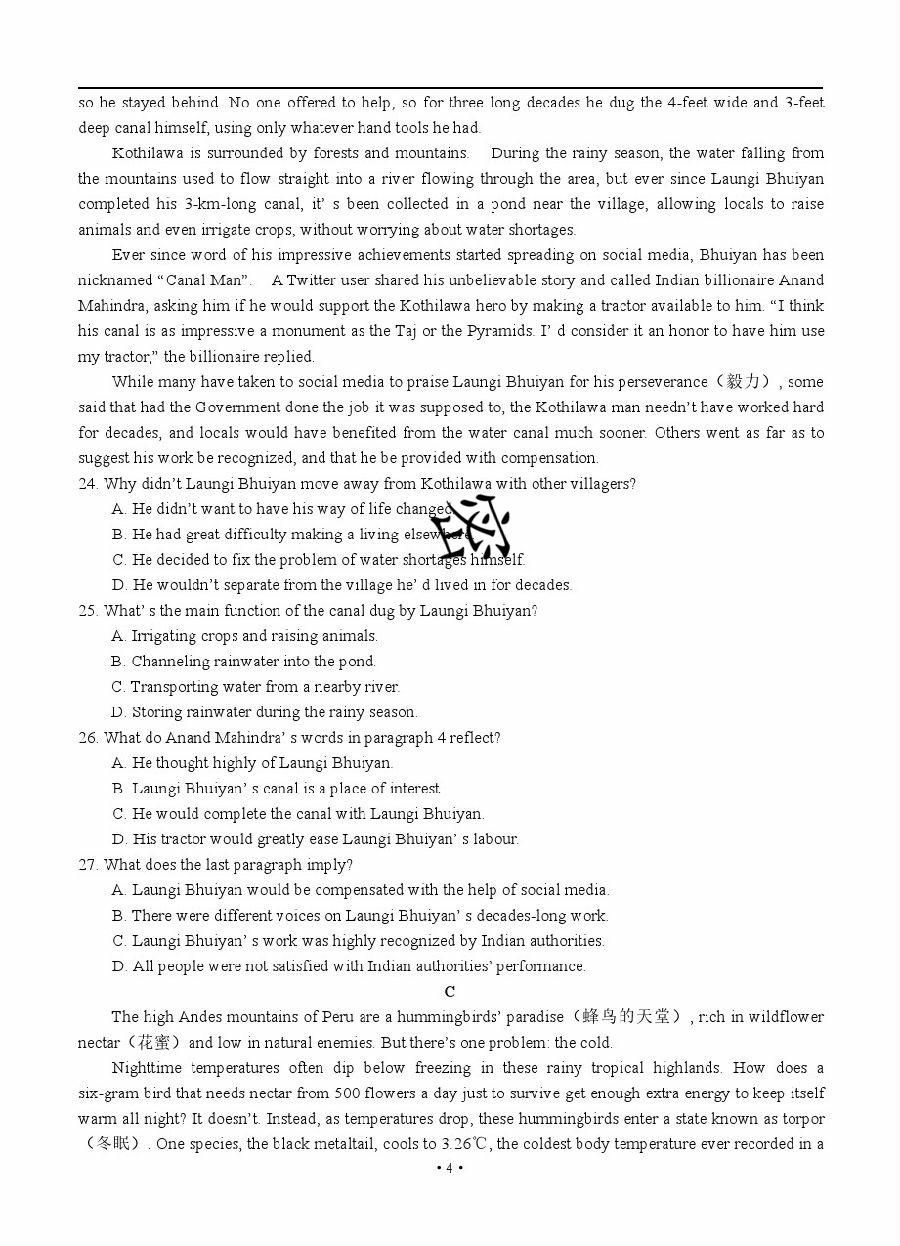 so he stayed behind. No one offered to help, so for three long decades he dug the 4-feet wide and 3-feet
deep canal himself, using only whatever hand tools he had.
Kothilawa is surrounded by forests and mountains. During the rainy season, the water falling from
the mountains used to flow straight into a river flowing through the area, but ever since Laungi Bhuiyan
completed his 3-km-long canal, it’ s been collected in a pond near the village, allowing locals to raise
animals and even irrigate crops, without worrying about water shortages.
Ever since word of his impressive achievements started spreading on social media, Bhuiyan has been
nicknamed “Canal Man”. A Twitter user shared his unbelievable story and called Indian billionaire Anand
Mahindra, asking him if he would support the Kothilawa hero by making a tractor available to him. “I think
his canal is as impressive a monument as the Taj or the Pyramids. I’ d consider it an honor to have him use
my tractor,” the billionaire replied.
While many have taken to social media to praise Laungi Bhuiyan for his perseverance（毅力）, some
said that had the Government done the job it was supposed to, the Kothilawa man needn’t have worked hard
for decades, and locals would have benefited from the water canal much sooner. Others went as far as to
suggest his work be recognized, and that he be provided with compensation.
24. Why didn’t Laungi Bhuiyan move away from Kothilawa with other villagers?
A. He didn’t want to have his way of life changed.
B. He had great difficulty making a living elsewhere.
C. He decided to fix the problem of water shortages himself.
D. He wouldn’t separate from the village he’ d lived in for decades.
25. What’ s the main function of the canal dug by Laungi Bhuiyan?
A. Irrigating crops and raising animals.
B. Channeling rainwater into the pond.
C. Transporting water from a nearby river.
D. Storing rainwater during the rainy season.
26. What do Anand Mahindra’ s words in paragraph 4 reflect?
A. He thought highly of Laungi Bhuiyan.
B. Laungi Bhuiyan’ s canal is a place of interest.
C. He would complete the canal with Laungi Bhuiyan.
D. His tractor would greatly ease Laungi Bhuiyan’ s labour.
27. What does the last paragraph imply?
A. Laungi Bhuiyan would be compensated with the help of social media.
B. There were different voices on Laungi Bhuiyan’ s decades-long work.
C. Laungi Bhuiyan’ s work was highly recognized by Indian authorities.
D. All people were not satisfied with Indian authorities’ performance.
C
The high Andes mountains of Peru are a hummingbirds’ paradise（蜂鸟的天堂）, rich in wildflower
nectar（花蜜）and low in natural enemies. But there’s one problem: the cold.
Nighttime temperatures often dip below freezing in these rainy tropical highlands. How does a
six-gram bird that needs nectar from 500 flowers a day just to survive get enough extra energy to keep itself
warm all night? It doesn’t. Instead, as temperatures drop, these hummingbirds enter a state known as torpor
（冬眠）. One species, the black metaltail, cools to 3.26℃, the coldest body temperature ever recorded in a
• 4 •